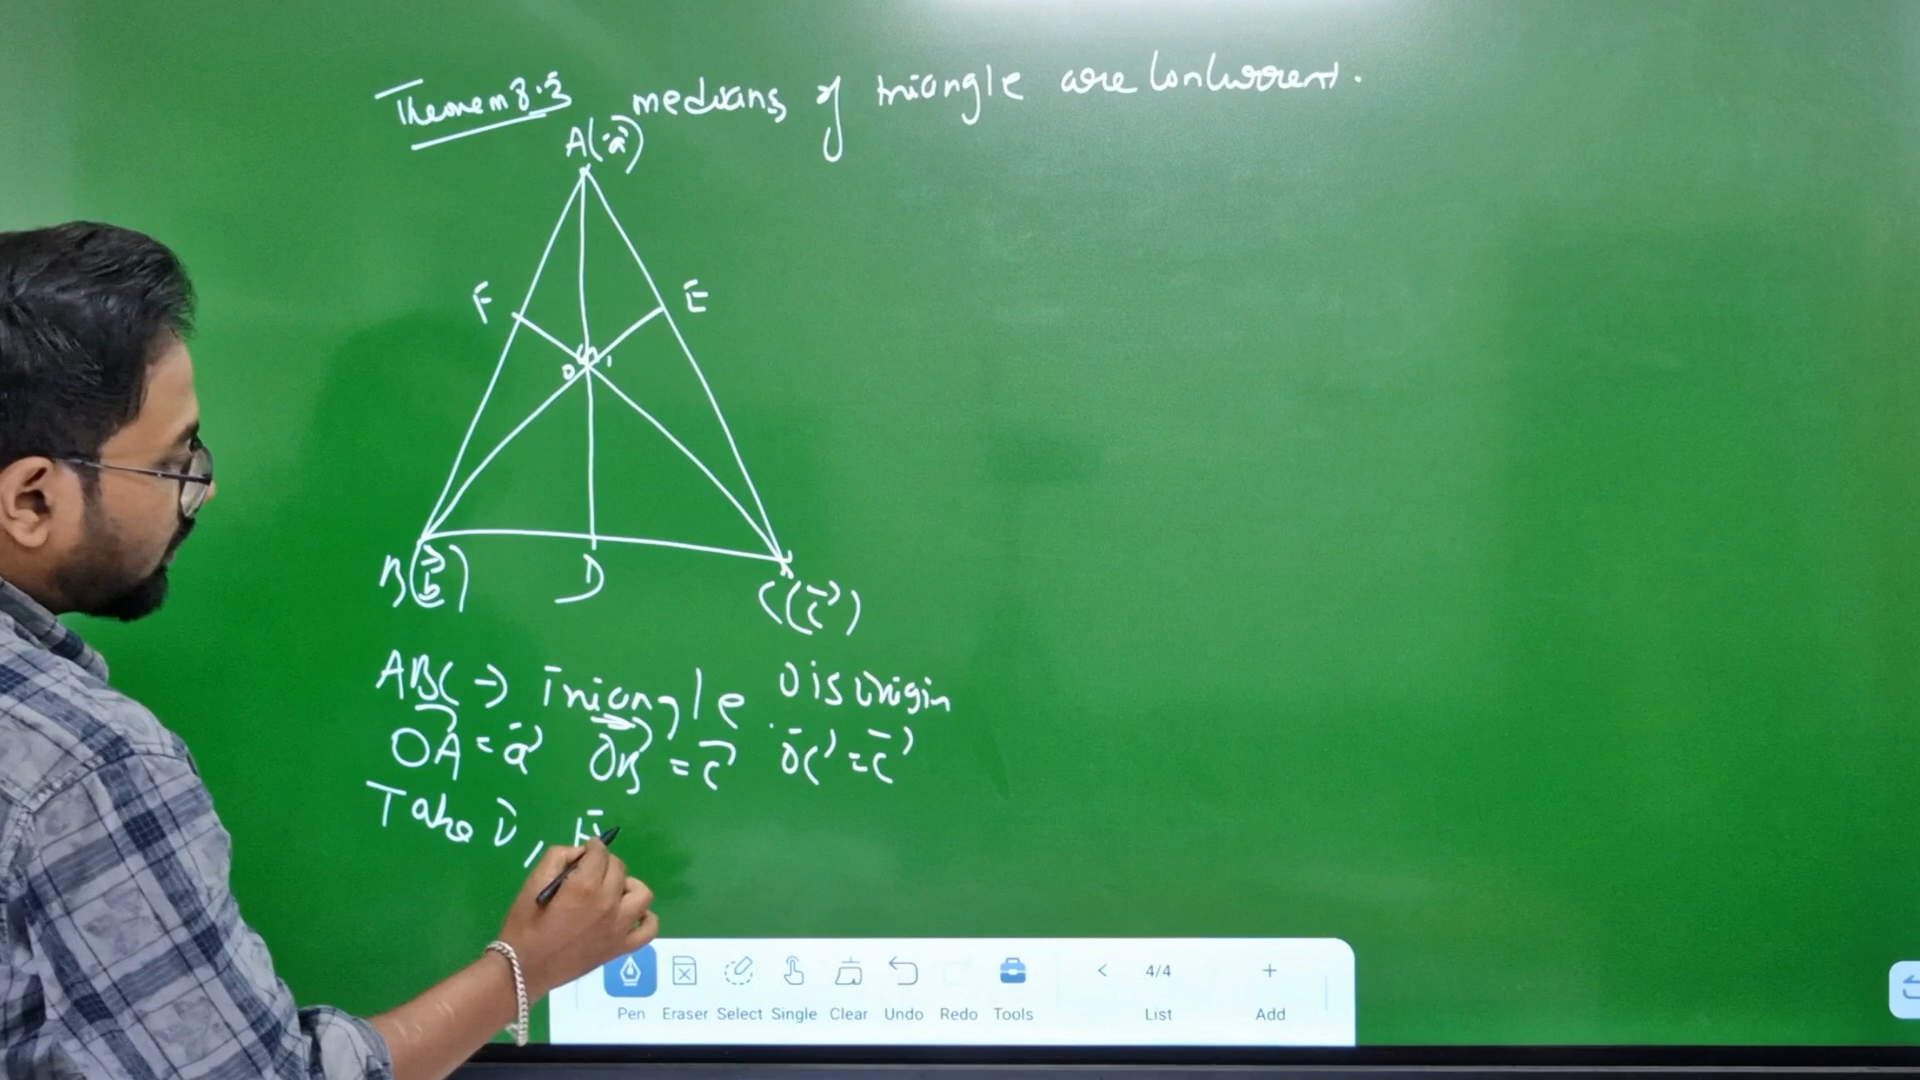 Theorem 8.3 medians of triangle are concurrent.
A(a⃗)
F E
G
O
B(b⃗) D C(c⃗)
ABC → Triangle O is origin
OA⃗ = a⃗ OB⃗ = c⃗ OC⃗ = c⃗
Take D, E
< 4/4 +
Pen Eraser Select Single Clear Undo Redo Tools List Add